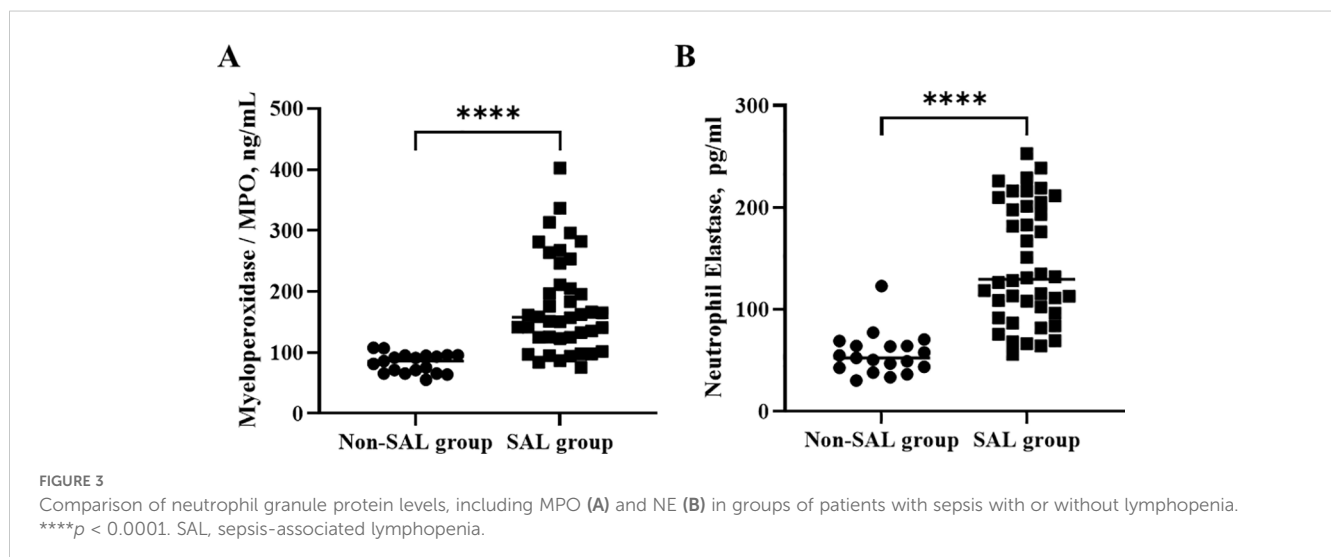 A
Myeloperoxidase / MPO, ng/mL
500
400
300
200
100
0
****
Non-SAL group
SAL group
B
Neutrophil Elastase, pg/ml
300
200
100
0
****
Non-SAL group
SAL group
FIGURE 3
Comparison of neutrophil granule protein levels, including MPO (A) and NE (B) in groups of patients with sepsis with or without lymphopenia.
****p < 0.0001. SAL, sepsis-associated lymphopenia.